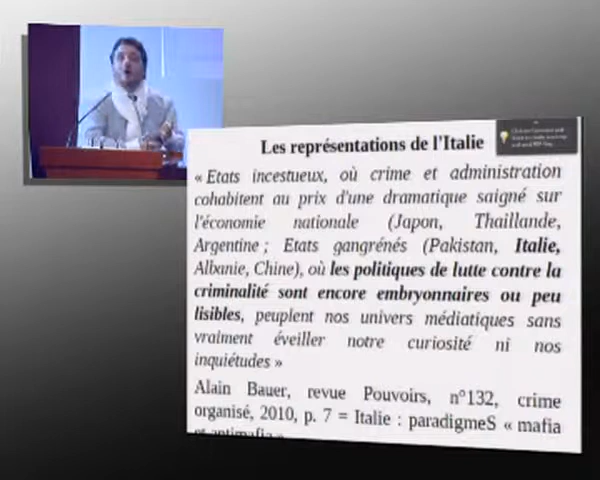 Les représentations de l'Italie
« Etats incestueux, où crime et administration
cohabitent au prix d'une dramatique saigné sur
l'économie nationale (Japon, Thaillande,
Argentine ; Etats gangrénés (Pakistan, Italie,
Albanie, Chine), où les politiques de lutte contre la
criminalité sont encore embryonnaires ou peu
lisibles, peuplent nos univers médiatiques sans
vraiment éveiller notre curiosité ni nos
inquiétudes »
Alain Bauer, revue Pouvoirs, n°132, crime
organisé, 2010, p. 7 = Italie : paradigmeS « mafia
et antimafia »